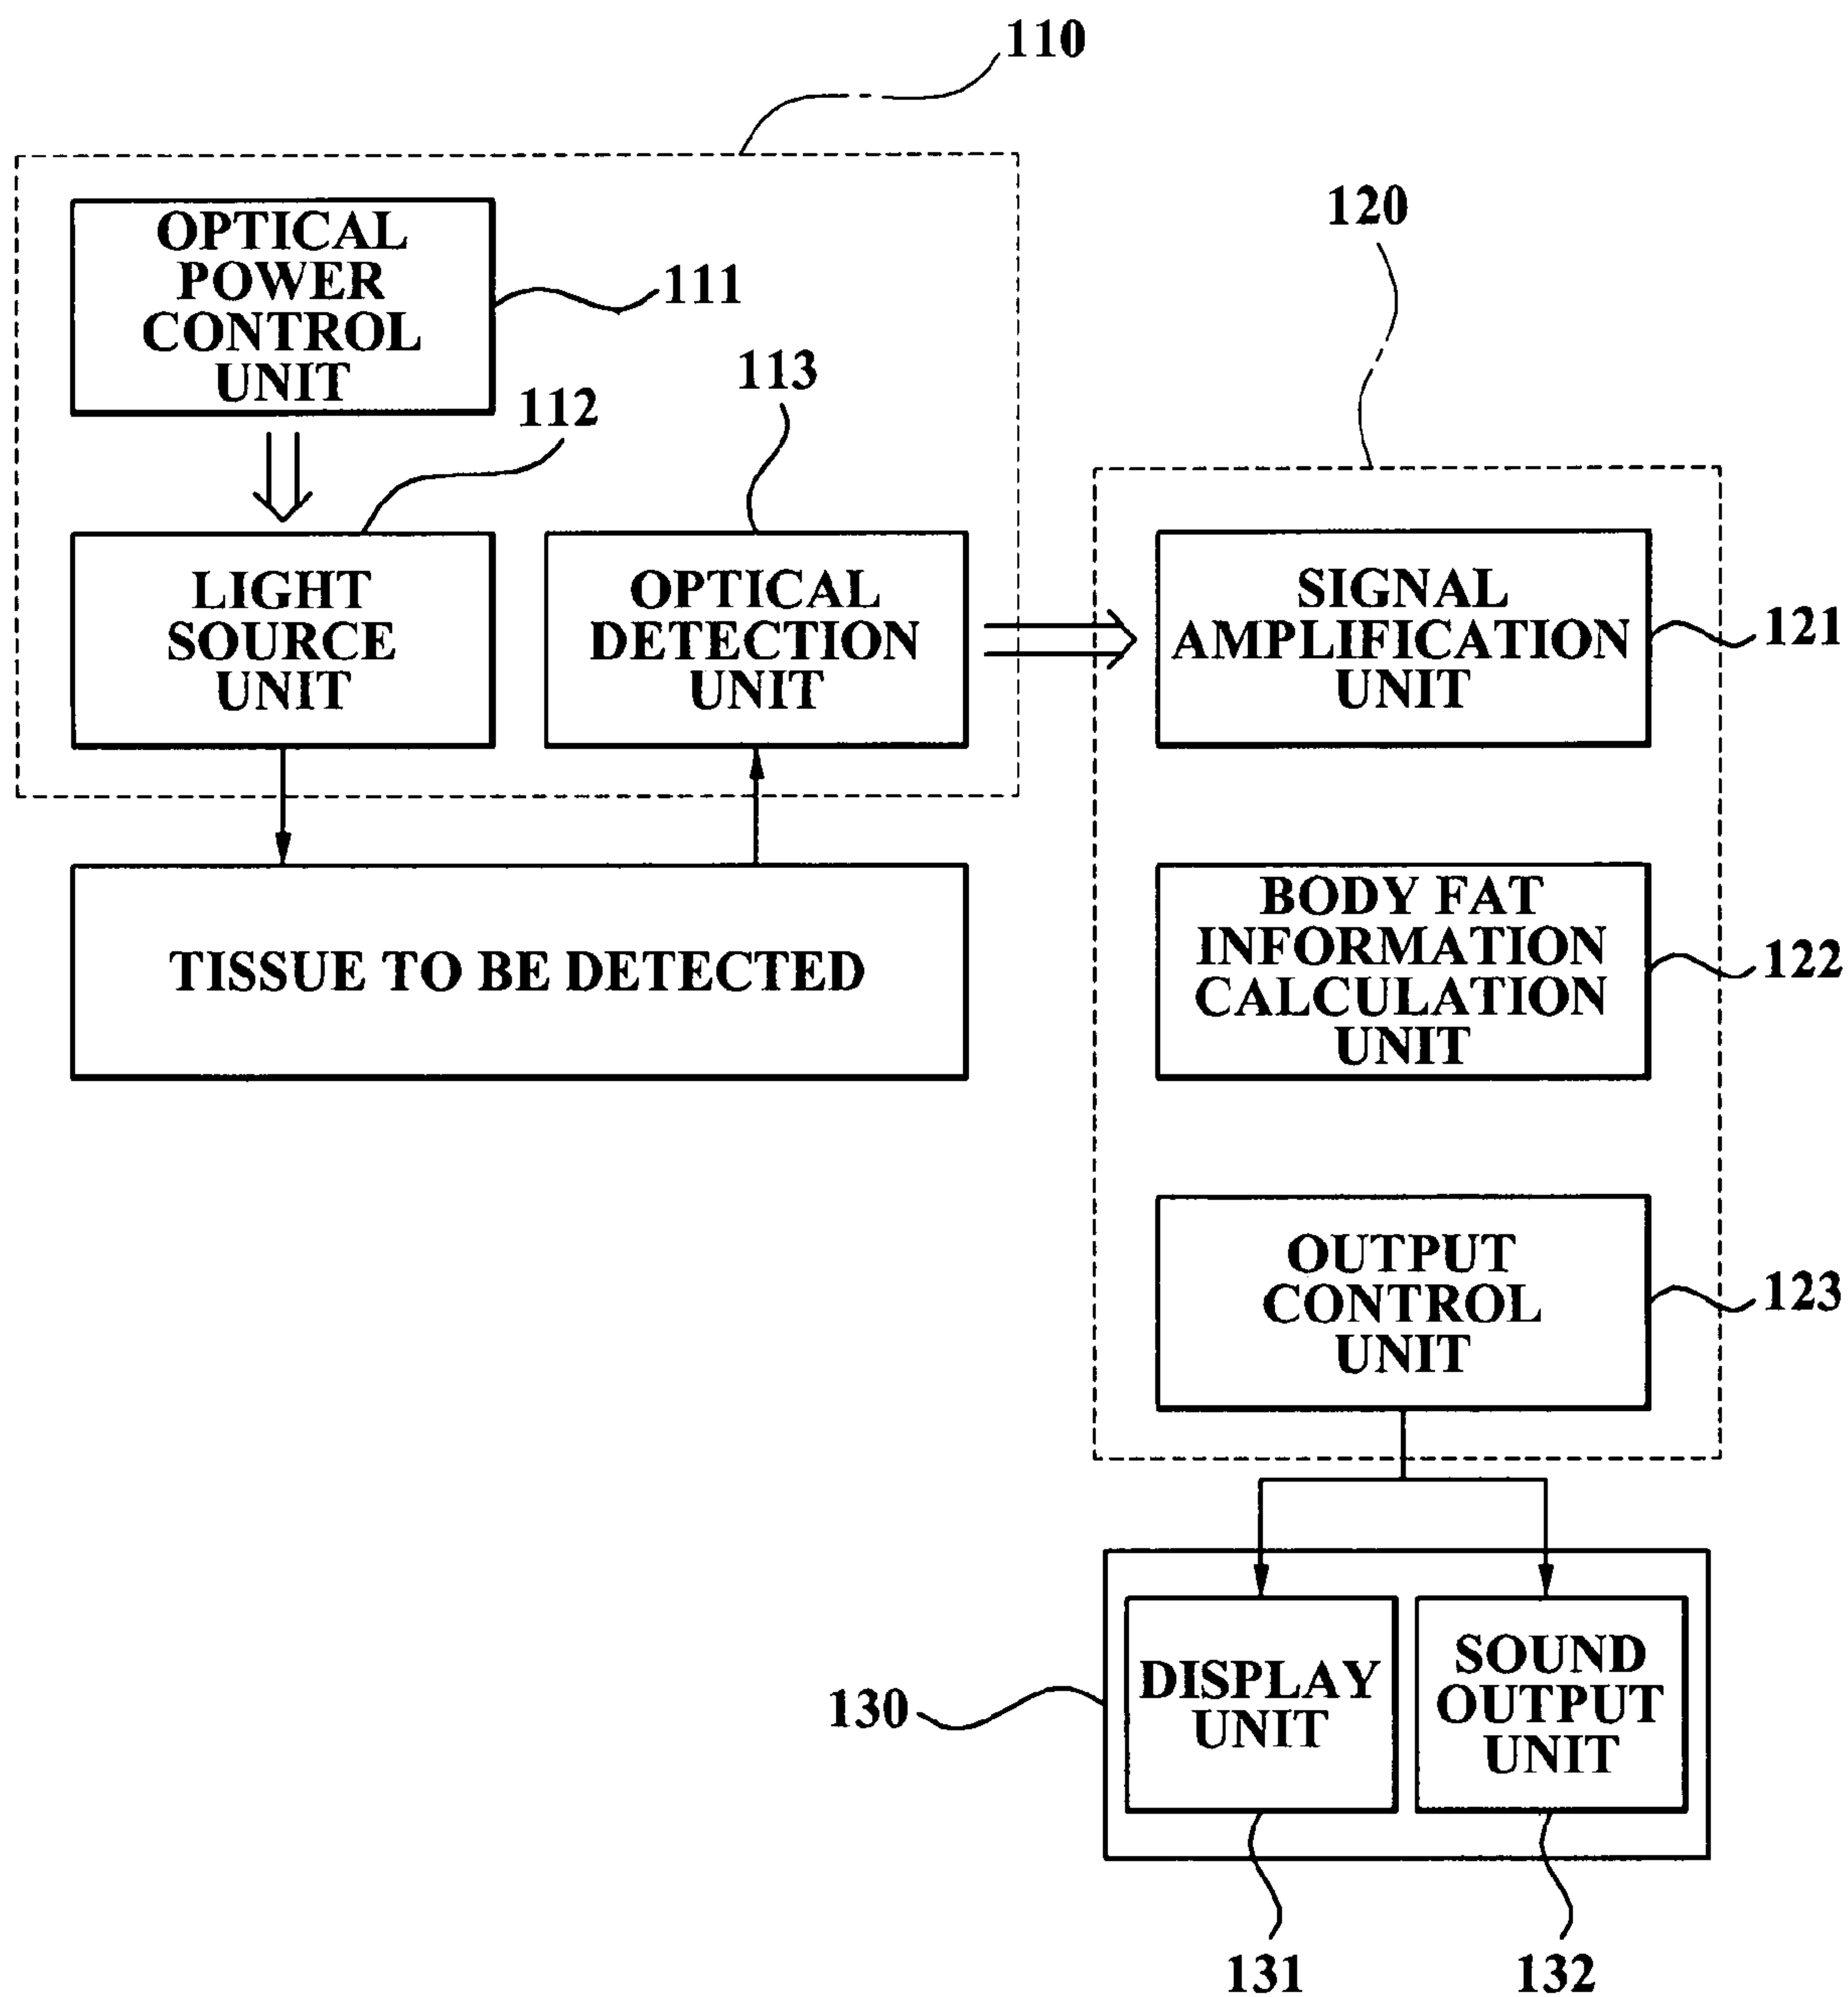 110
OPTICAL
POWER
CONTROL
UNIT
111
112
113
LIGHT
SOURCE
UNIT
OPTICAL
DETECTION
UNIT
TISSUE TO BE DETECTED
120
SIGNAL
AMPLIFICATION
UNIT
121
BODY FAT
INFORMATION
CALCULATION
UNIT
122
OUTPUT
CONTROL
UNIT
123
130
DISPLAY
UNIT
SOUND
OUTPUT
UNIT
131
132